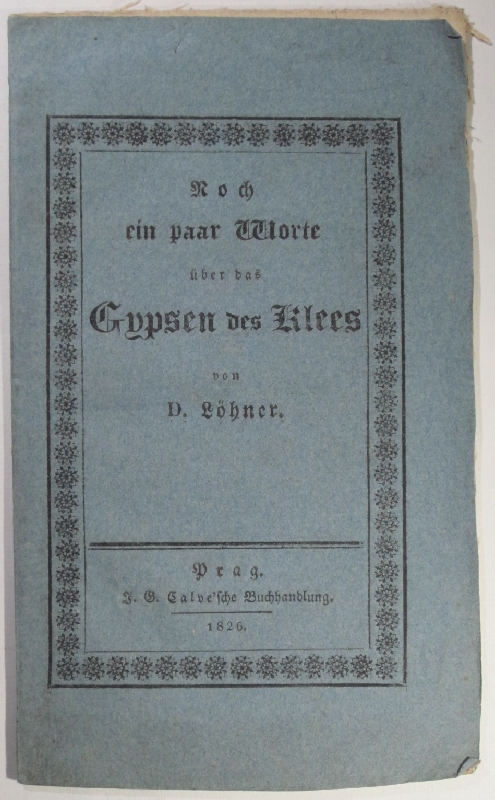 Noch
ein paar Worte
über das
Gypsen des Klees
von
D. Löhner.
Prag.
J. G. Calve'sche Buchhandlung.
1826.